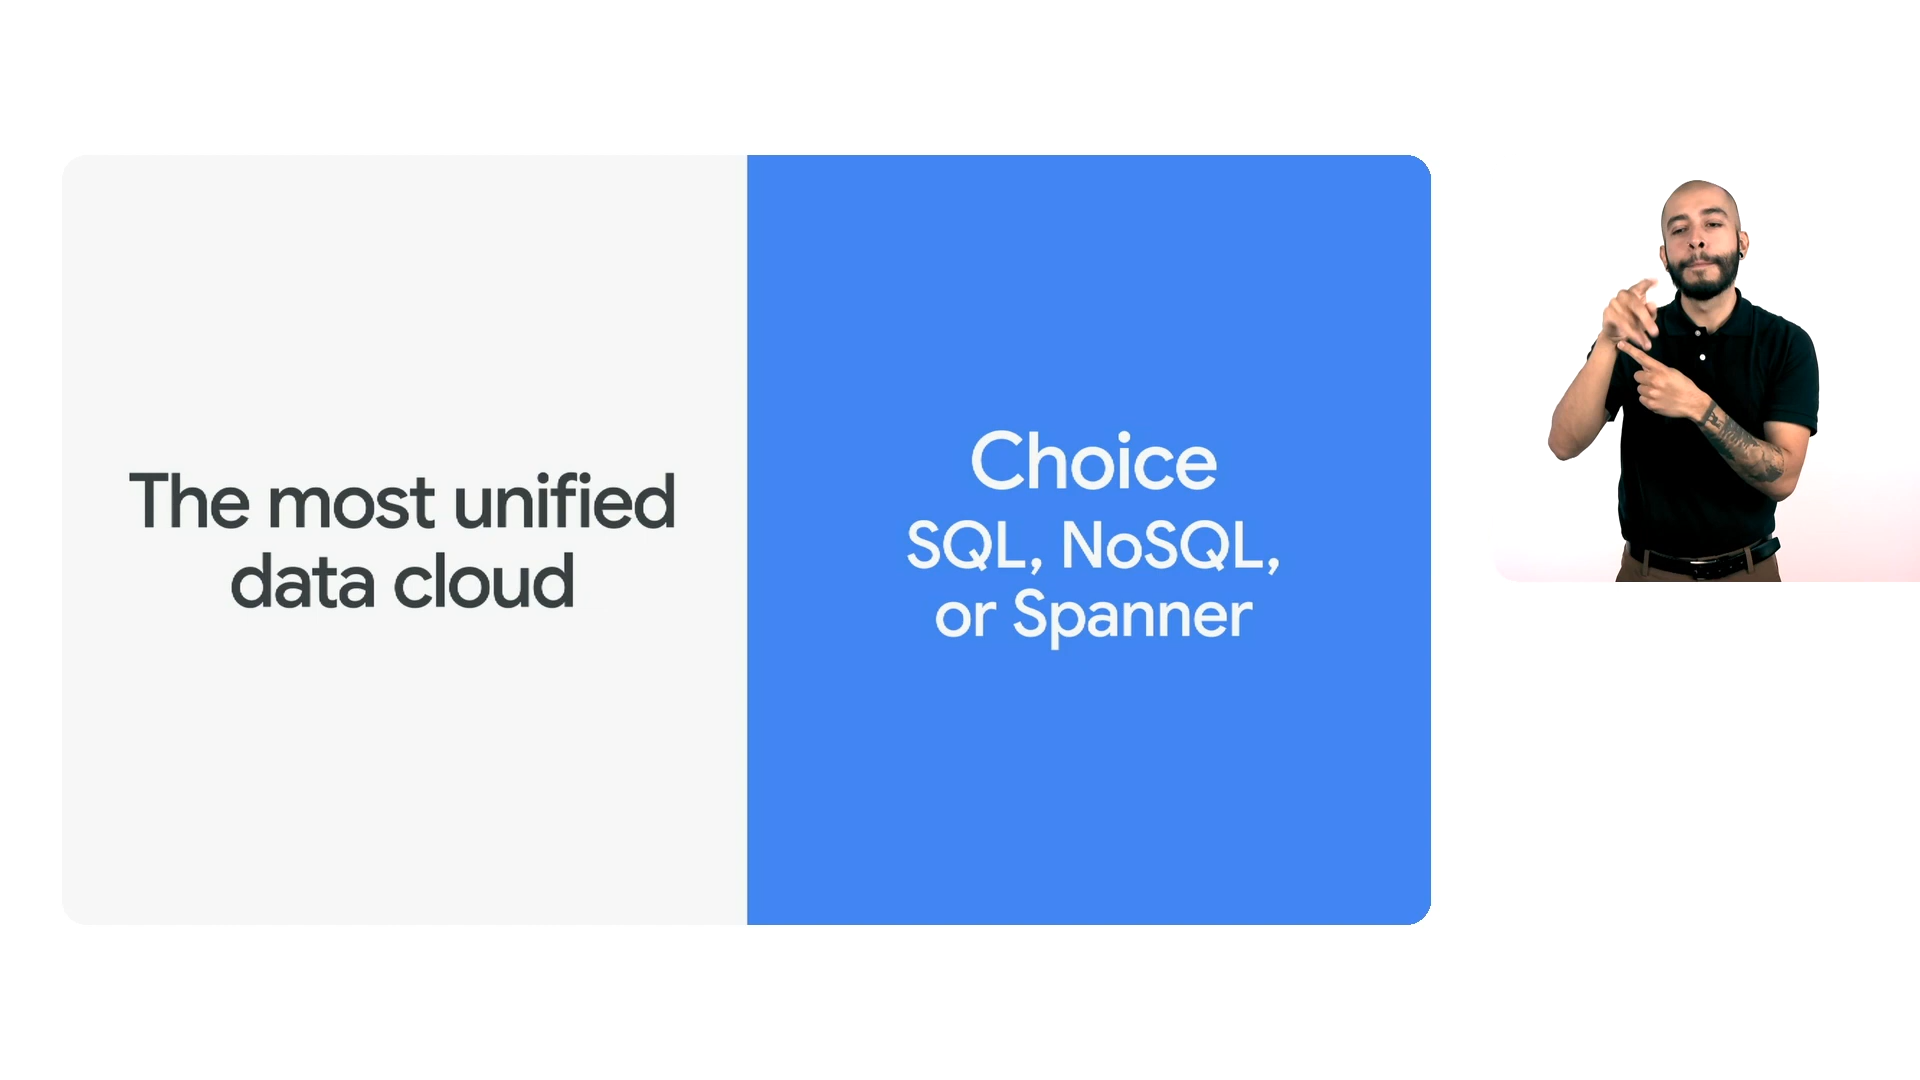 The most unified
data cloud
Choice
SQL, NoSQL,
or Spanner